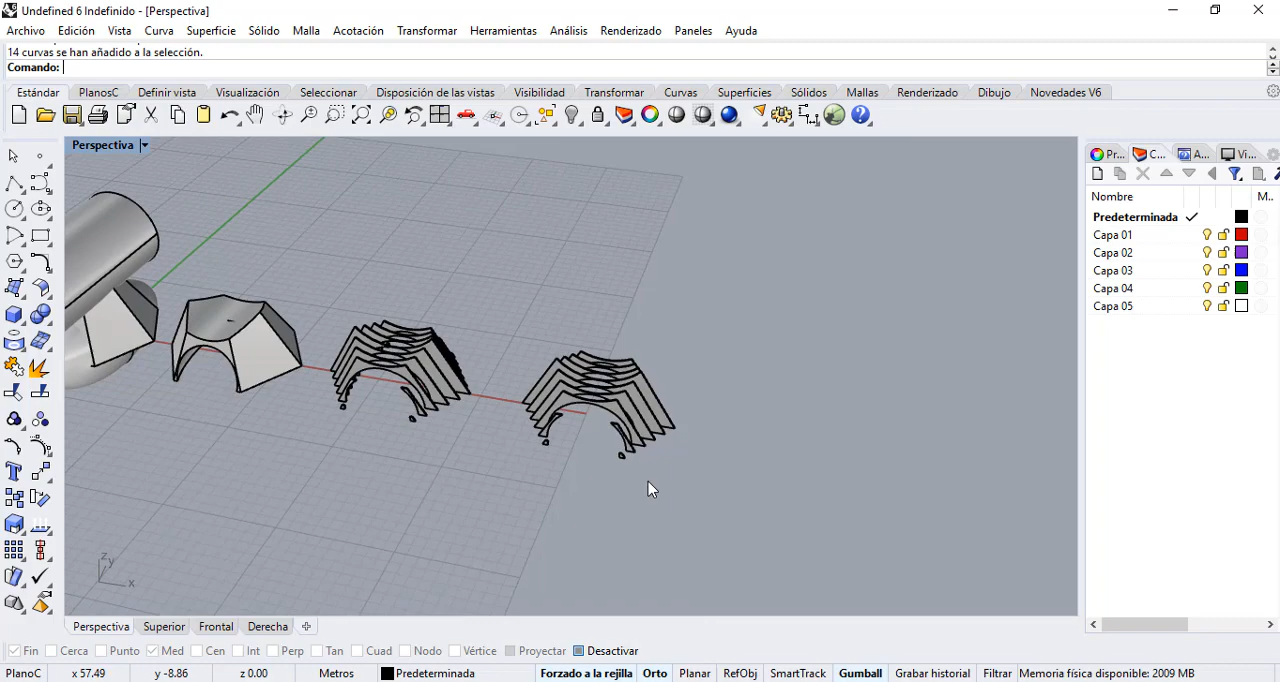 Undefined 6 Indefinido - [Perspectiva]
Archivo Edición Vista Curva Superficie Sólido Malla Acotación Transformar Herramientas Análisis Renderizado Paneles Ayuda
14 curvas se han añadido a la selección.
Comando:
Estándar PlanosC Definir vista Visualización Seleccionar Disposición de las vistas Visibilidad Transformar Curvas Superficies Sólidos Mallas Renderizado Dibujo Novedades V6
Perspectiva
Pr... C... A... Vi...
Nombre M..
Predeterminada
Capa 01
Capa 02
Capa 03
Capa 04
Capa 05
z y
x
Perspectiva Superior Frontal Derecha
Fin Cerca Punto Med Cen Int Perp Tan Cuad Nodo Vértice Proyectar Desactivar
PlanoC x 57.49 y -8.86 z 0.00 Metros Predeterminada Forzado a la rejilla Orto Planar RefObj SmartTrack Gumball Grabar historial Filtrar Memoria física disponible: 2009 MB